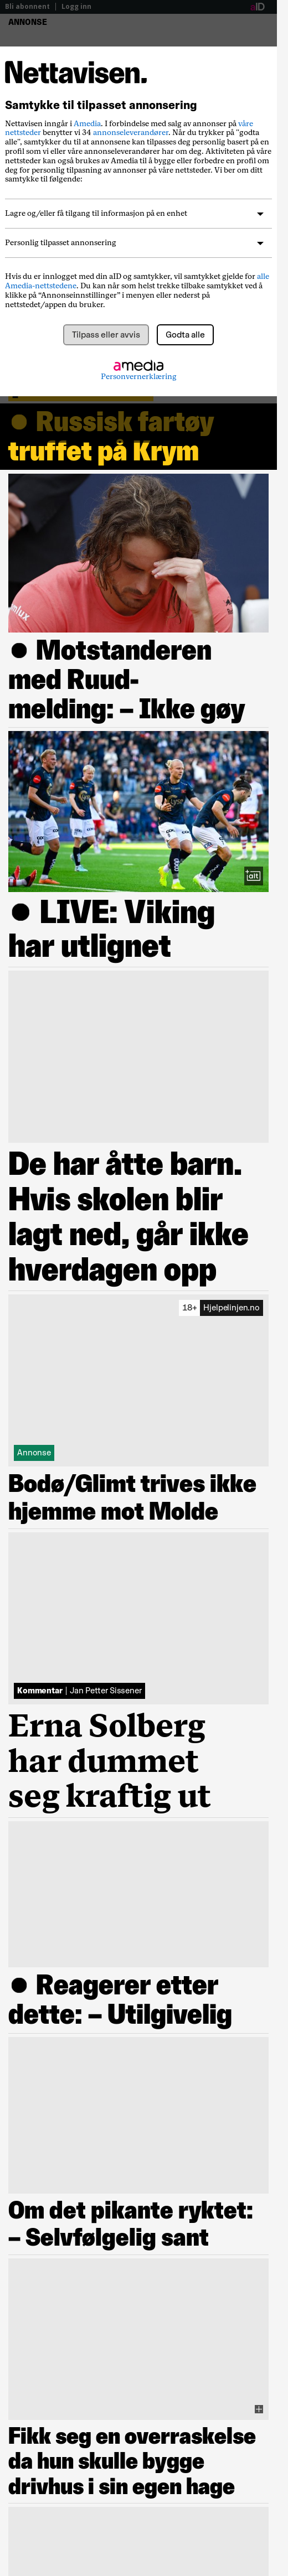 Bli abonnent | Logg inn
aID
ANNONSE
Nettavisen.
Samtykke til tilpasset annonsering
Nettavisen inngår i Amedia. I forbindelse med salg av annonser på våre
nettsteder benytter vi 34 annonseleverandører. Når du trykker på "godta
alle", samtykker du til at annonsene kan tilpasses deg personlig basert på en
profil som vi eller våre annonseleverandører har om deg. Aktiviteten på våre
nettsteder kan også brukes av Amedia til å bygge eller forbedre en profil om
deg for personlig tilpasning av annonser på våre nettsteder. Vi ber om ditt
samtykke til følgende:
Lagre og/eller få tilgang til informasjon på en enhet
Personlig tilpasset annonsering
Hvis du er innlogget med din aID og samtykker, vil samtykket gjelde for alle
Amedia-nettstedene. Du kan når som helst trekke tilbake samtykket ved å
klikke på “Annonseinnstillinger” i menyen eller nederst på
nettstedet/appen du bruker.
Tilpass eller avvis
Godta alle
amedia
Personvernerklæring
● Russisk fartøy
truffet på Krym
● Motstanderen
med Ruud-
melding: – Ikke gøy
alt
● LIVE: Viking
har utlignet
De har åtte barn.
Hvis skolen blir
lagt ned, går ikke
hverdagen opp
18+ Hjelpelinjen.no
Annonse
Bodø/Glimt trives ikke
hjemme mot Molde
Kommentar | Jan Petter Sissener
Erna Solberg
har dummet
seg kraftig ut
● Reagerer etter
dette: – Utilgivelig
Om det pikante ryktet:
– Selvfølgelig sant
Fikk seg en overraskelse
da hun skulle bygge
drivhus i sin egen hage